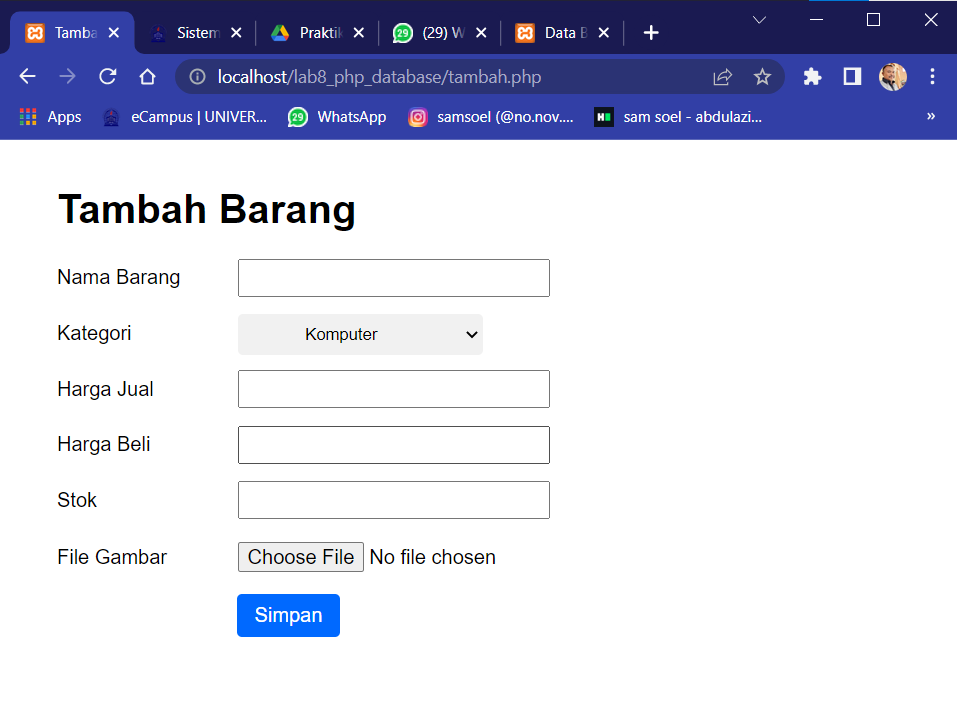 Tamba Sistem Praktik 29 (29) W Data B
localhost/lab8_php_database/tambah.php
Apps eCampus | UNIVER... 29 WhatsApp samsoel (@no.nov.... H sam soel - abdulazi... »
Tambah Barang
Nama Barang
Kategori Komputer
Harga Jual
Harga Beli
Stok
File Gambar Choose File No file chosen
Simpan